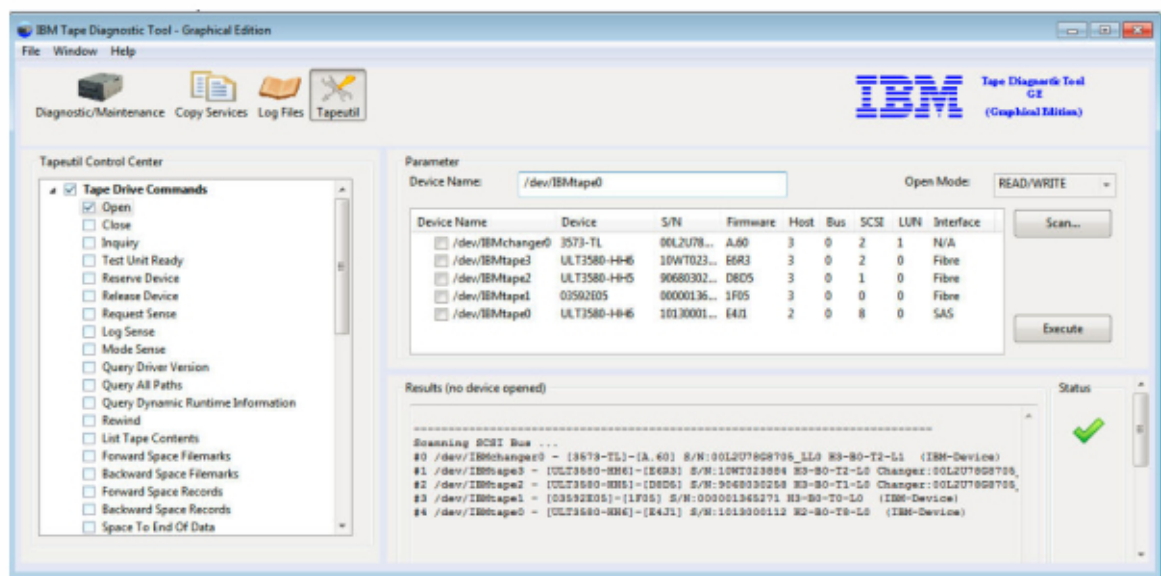 IBM Tape Diagnostic Tool - Graphical Edition
File Window Help
Diagnostic/Maintenance Copy Services Log Files Tapeutil
IBM
Tape Diagnostic Tool
GE
(Graphical Edition)
Tapeutil Control Center
Tape Drive Commands
Open
Close
Inquiry
Test Unit Ready
Reserve Device
Release Device
Request Sense
Log Sense
Mode Sense
Query Driver Version
Query All Paths
Query Dynamic Runtime Information
Rewind
List Tape Contents
Forward Space Filemarks
Backward Space Filemarks
Forward Space Records
Backward Space Records
Space To End Of Data
Parameter
Device Name: /dev/IBMtape0 Open Mode: READ/WRITE
Device Name Device S/N Firmware Host Bus SCSI LUN Interface
/dev/IBMchanger0 3573-TL 00L2U78... A.60 3 0 2 1 N/A
/dev/IBMtape3 ULT3580-HH6 10WT023... E6R3 3 0 2 0 Fibre
/dev/IBMtape2 ULT3580-HH5 90680302... D8D5 3 0 1 0 Fibre
/dev/IBMtape1 03592E05 00000136... 1F05 3 0 0 0 Fibre
/dev/IBMtape0 ULT3580-HH6 10130001... E4J1 2 0 8 0 SAS
Scan...
Execute
Results (no device opened)
Status
Scanning SCSI Bus ...
#0 /dev/IBMchanger0 - [3573-TL]-[A.60] S/N:00L2U78G8705_LL0 H3-B0-T2-L1 (IBM-Device)
#1 /dev/IBMtape3 - [ULT3580-HH6]-[E6R3] S/N:10WT023884 H3-B0-T2-L0 Changer:00L2U78G8705_
#2 /dev/IBMtape2 - [ULT3580-HH5]-[D8D5] S/N:9068030258 H3-B0-T1-L0 Changer:00L2U78G8705_
#3 /dev/IBMtape1 - [03592E05]-[1F05] S/N:000001365271 H3-B0-T0-L0 (IBM-Device)
#4 /dev/IBMtape0 - [ULT3580-HH6]-[E4J1] S/N:1013000112 H2-B0-T8-L0 (IBM-Device)